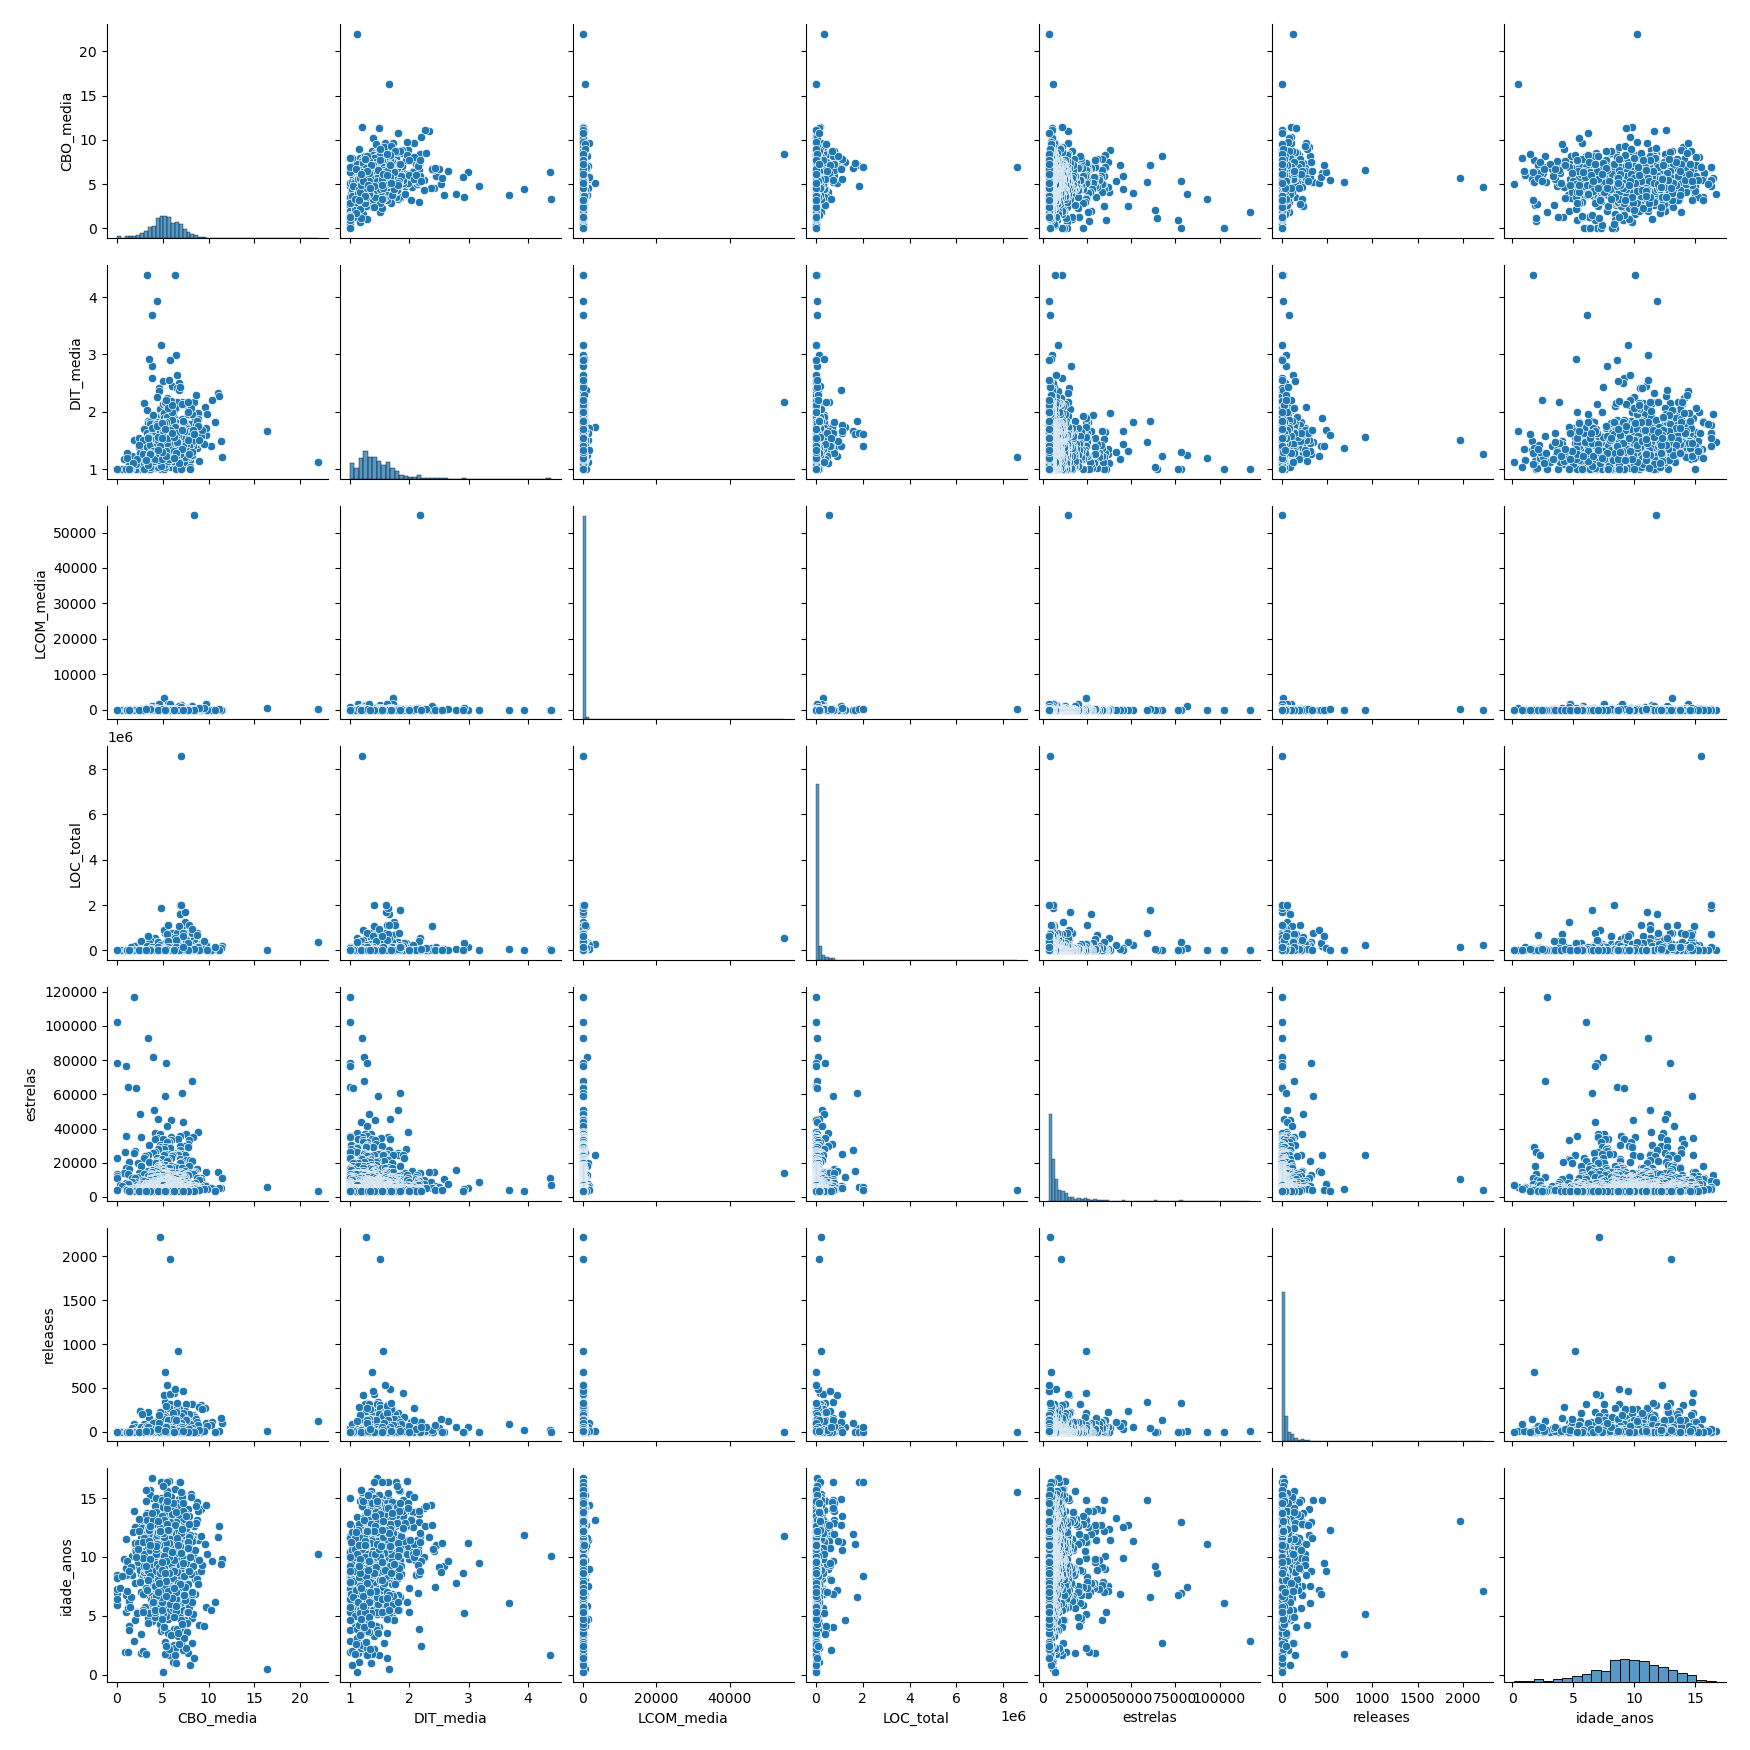 20
15
10
5
0
CBO_media
4
3
2
1
DIT_media
50000
40000
30000
20000
10000
0
LCOM_media
1e6
8
6
4
2
0
LOC_total
120000
100000
80000
60000
40000
20000
0
estrelas
2000
1500
1000
500
0
releases
15
10
5
0
idade_anos
0 5 10 15 20
1 2 3 4
0 20000 40000
0 2 4 6 8
0 25000 50000 75000 100000
0 500 1000 1500 2000
0 5 10 15
1e6
CBO_media DIT_media LCOM_media LOC_total estrelas releases idade_anos